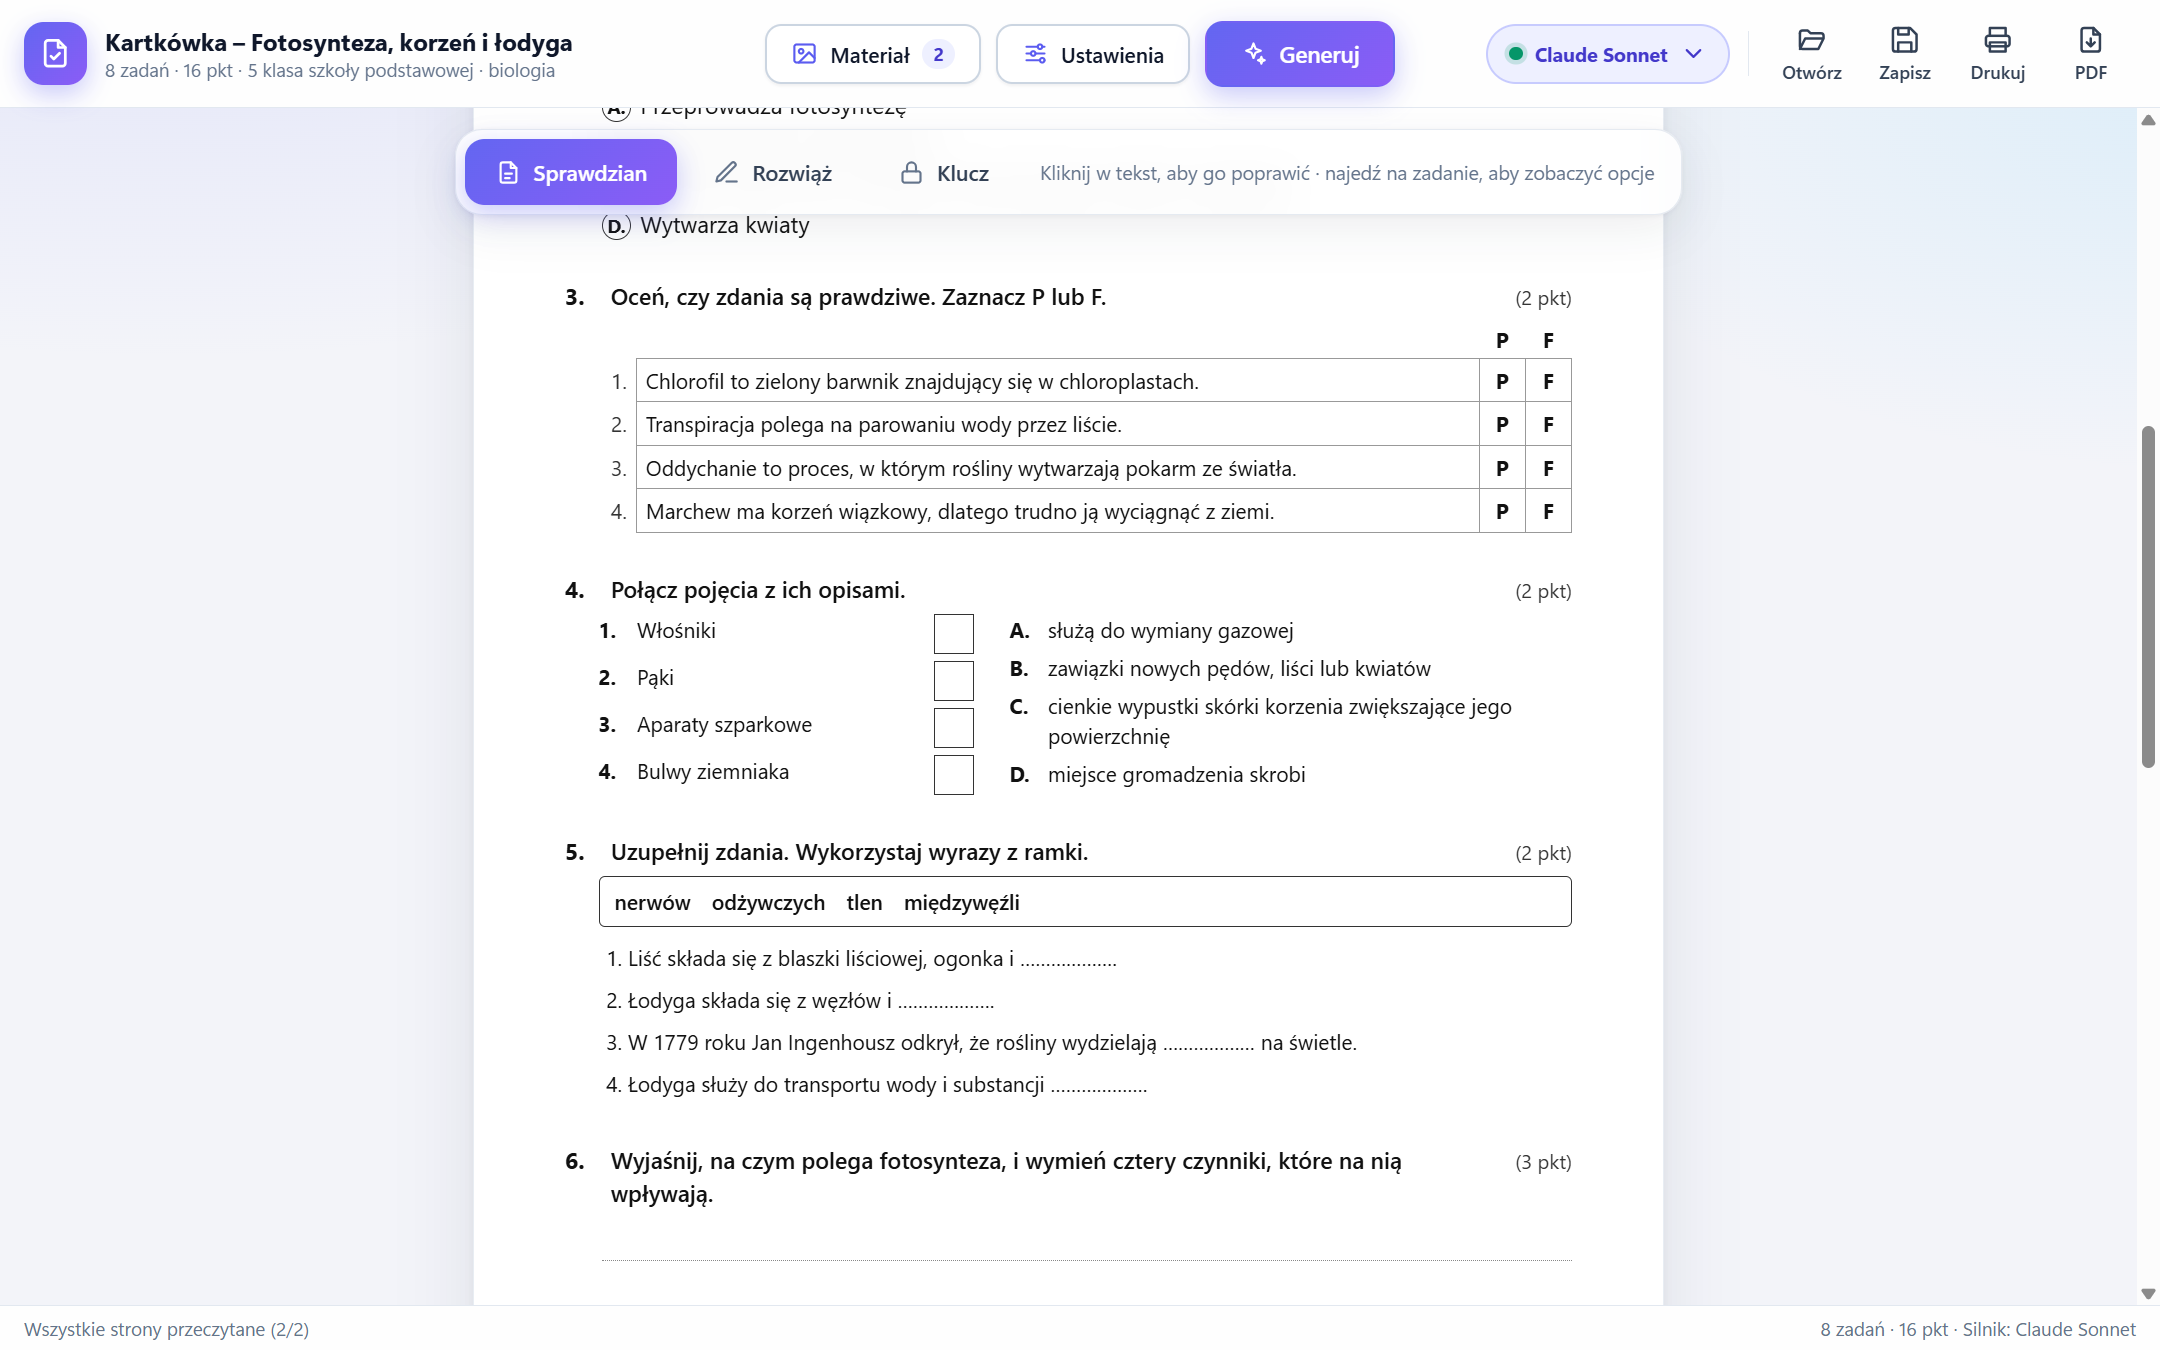 Kartkówka – Fotosynteza, korzeń i łodyga
8 zadań · 16 pkt · 5 klasa szkoły podstawowej · biologia
Materiał 2
Ustawienia
Generuj
Claude Sonnet
Otwórz
Zapisz
Drukuj
PDF
A. Przeprowadza fotosyntezę
Sprawdzian
Rozwiąż
Klucz
Kliknij w tekst, aby go poprawić · najedź na zadanie, aby zobaczyć opcje
D. Wytwarza kwiaty
3. Oceń, czy zdania są prawdziwe. Zaznacz P lub F. (2 pkt)
P F
1. Chlorofil to zielony barwnik znajdujący się w chloroplastach. P F
2. Transpiracja polega na parowaniu wody przez liście. P F
3. Oddychanie to proces, w którym rośliny wytwarzają pokarm ze światła. P F
4. Marchew ma korzeń wiązkowy, dlatego trudno ją wyciągnąć z ziemi. P F
4. Połącz pojęcia z ich opisami. (2 pkt)
1. Włośniki
2. Pąki
3. Aparaty szparkowe
4. Bulwy ziemniaka
A. służą do wymiany gazowej
B. zawiązki nowych pędów, liści lub kwiatów
C. cienkie wypustki skórki korzenia zwiększające jego
powierzchnię
D. miejsce gromadzenia skrobi
5. Uzupełnij zdania. Wykorzystaj wyrazy z ramki. (2 pkt)
nerwów odżywczych tlen międzywęźli
1. Liść składa się z blaszki liściowej, ogonka i ...................
2. Łodyga składa się z węzłów i ...................
3. W 1779 roku Jan Ingenhousz odkrył, że rośliny wydzielają .................. na świetle.
4. Łodyga służy do transportu wody i substancji ...................
6. Wyjaśnij, na czym polega fotosynteza, i wymień cztery czynniki, które na nią (3 pkt)
wpływają.
Wszystkie strony przeczytane (2/2)
8 zadań · 16 pkt · Silnik: Claude Sonnet